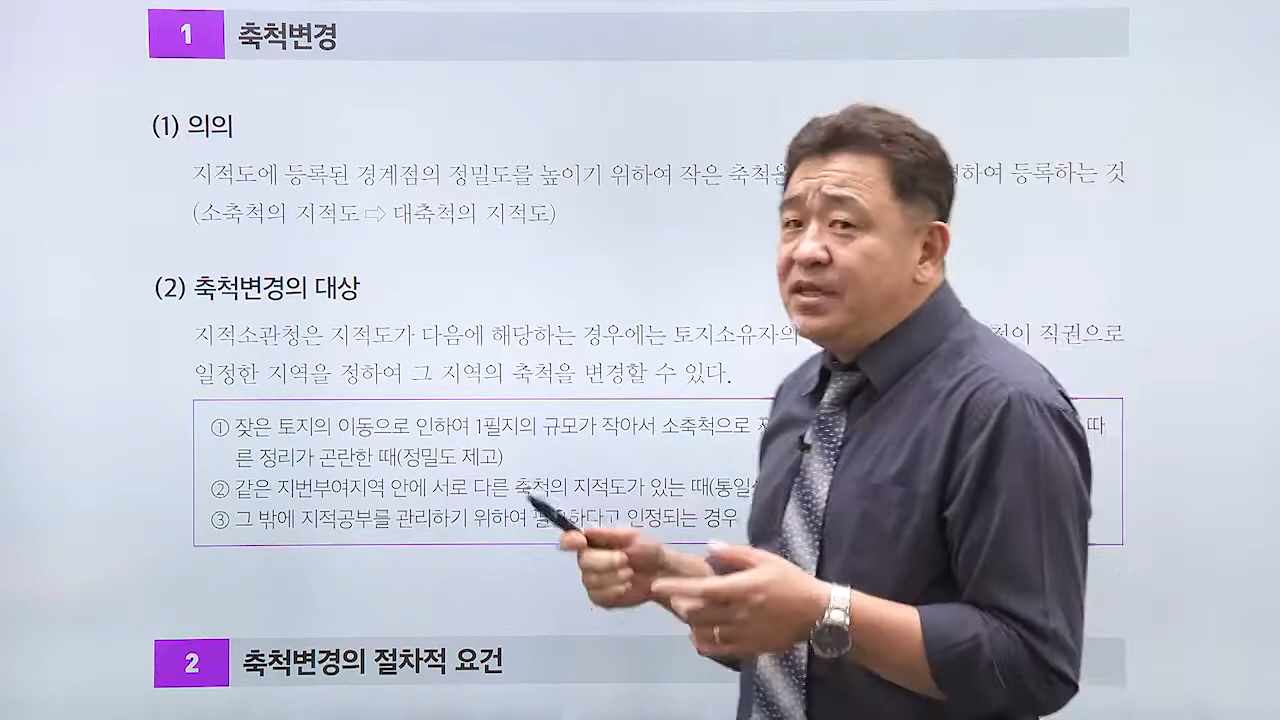 1 축척변경
(1) 의의
지적도에 등록된 경계점의 정밀도를 높이기 위하여 작은 축척을 하여 등록하는 것
(소축척의 지적도 ⇨ 대축척의 지적도)
(2) 축척변경의 대상
지적소관청은 지적도가 다음에 해당하는 경우에는 토지소유자의 직권으로
일정한 지역을 정하여 그 지역의 축척을 변경할 수 있다.
① 잦은 토지의 이동으로 인하여 1필지의 규모가 작아서 소축척으로 따
른 정리가 곤란한 때(정밀도 제고)
② 같은 지번부여지역 안에 서로 다른 축척의 지적도가 있는 때
③ 그 밖에 지적공부를 관리하기 위하여 필요하다고 인정되는 경우
2 축척변경의 절차적 요건